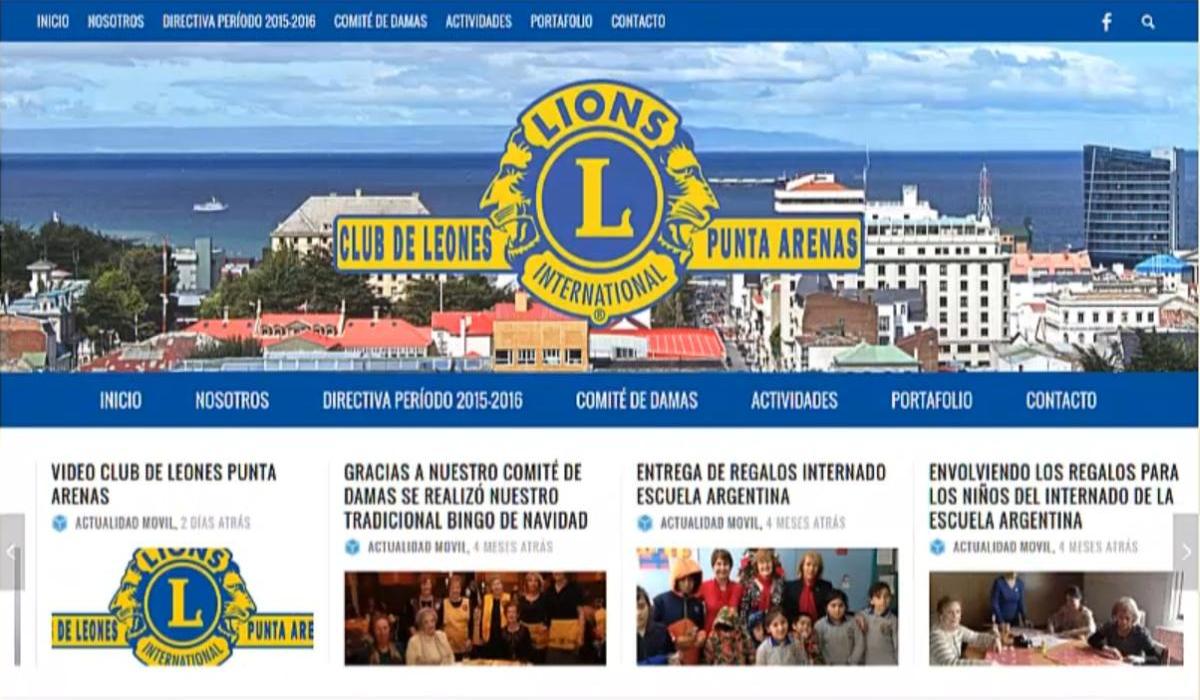 INICIO NOSOTROS DIRECTIVA PERÍODO 2015-2016 COMITÉ DE DAMAS ACTIVIDADES PORTAFOLIO CONTACTO
LIONS
L
CLUB DE LEONES PUNTA ARENAS
INTERNATIONAL
®
INICIO NOSOTROS DIRECTIVA PERÍODO 2015-2016 COMITÉ DE DAMAS ACTIVIDADES PORTAFOLIO CONTACTO
VIDEO CLUB DE LEONES PUNTA
ARENAS
ACTUALIDAD MOVIL, 2 DÍAS ATRÁS
LIONS
L
DE LEONES PUNTA ARE
INTERNATIONAL
GRACIAS A NUESTRO COMITÉ DE
DAMAS SE REALIZÓ NUESTRO
TRADICIONAL BINGO DE NAVIDAD
ACTUALIDAD MOVIL, 4 MESES ATRÁS
ENTREGA DE REGALOS INTERNADO
ESCUELA ARGENTINA
ACTUALIDAD MOVIL, 4 MESES ATRÁS
ENVOLVIENDO LOS REGALOS PARA
LOS NIÑOS DEL INTERNADO DE LA
ESCUELA ARGENTINA
ACTUALIDAD MOVIL, 4 MESES ATRÁS